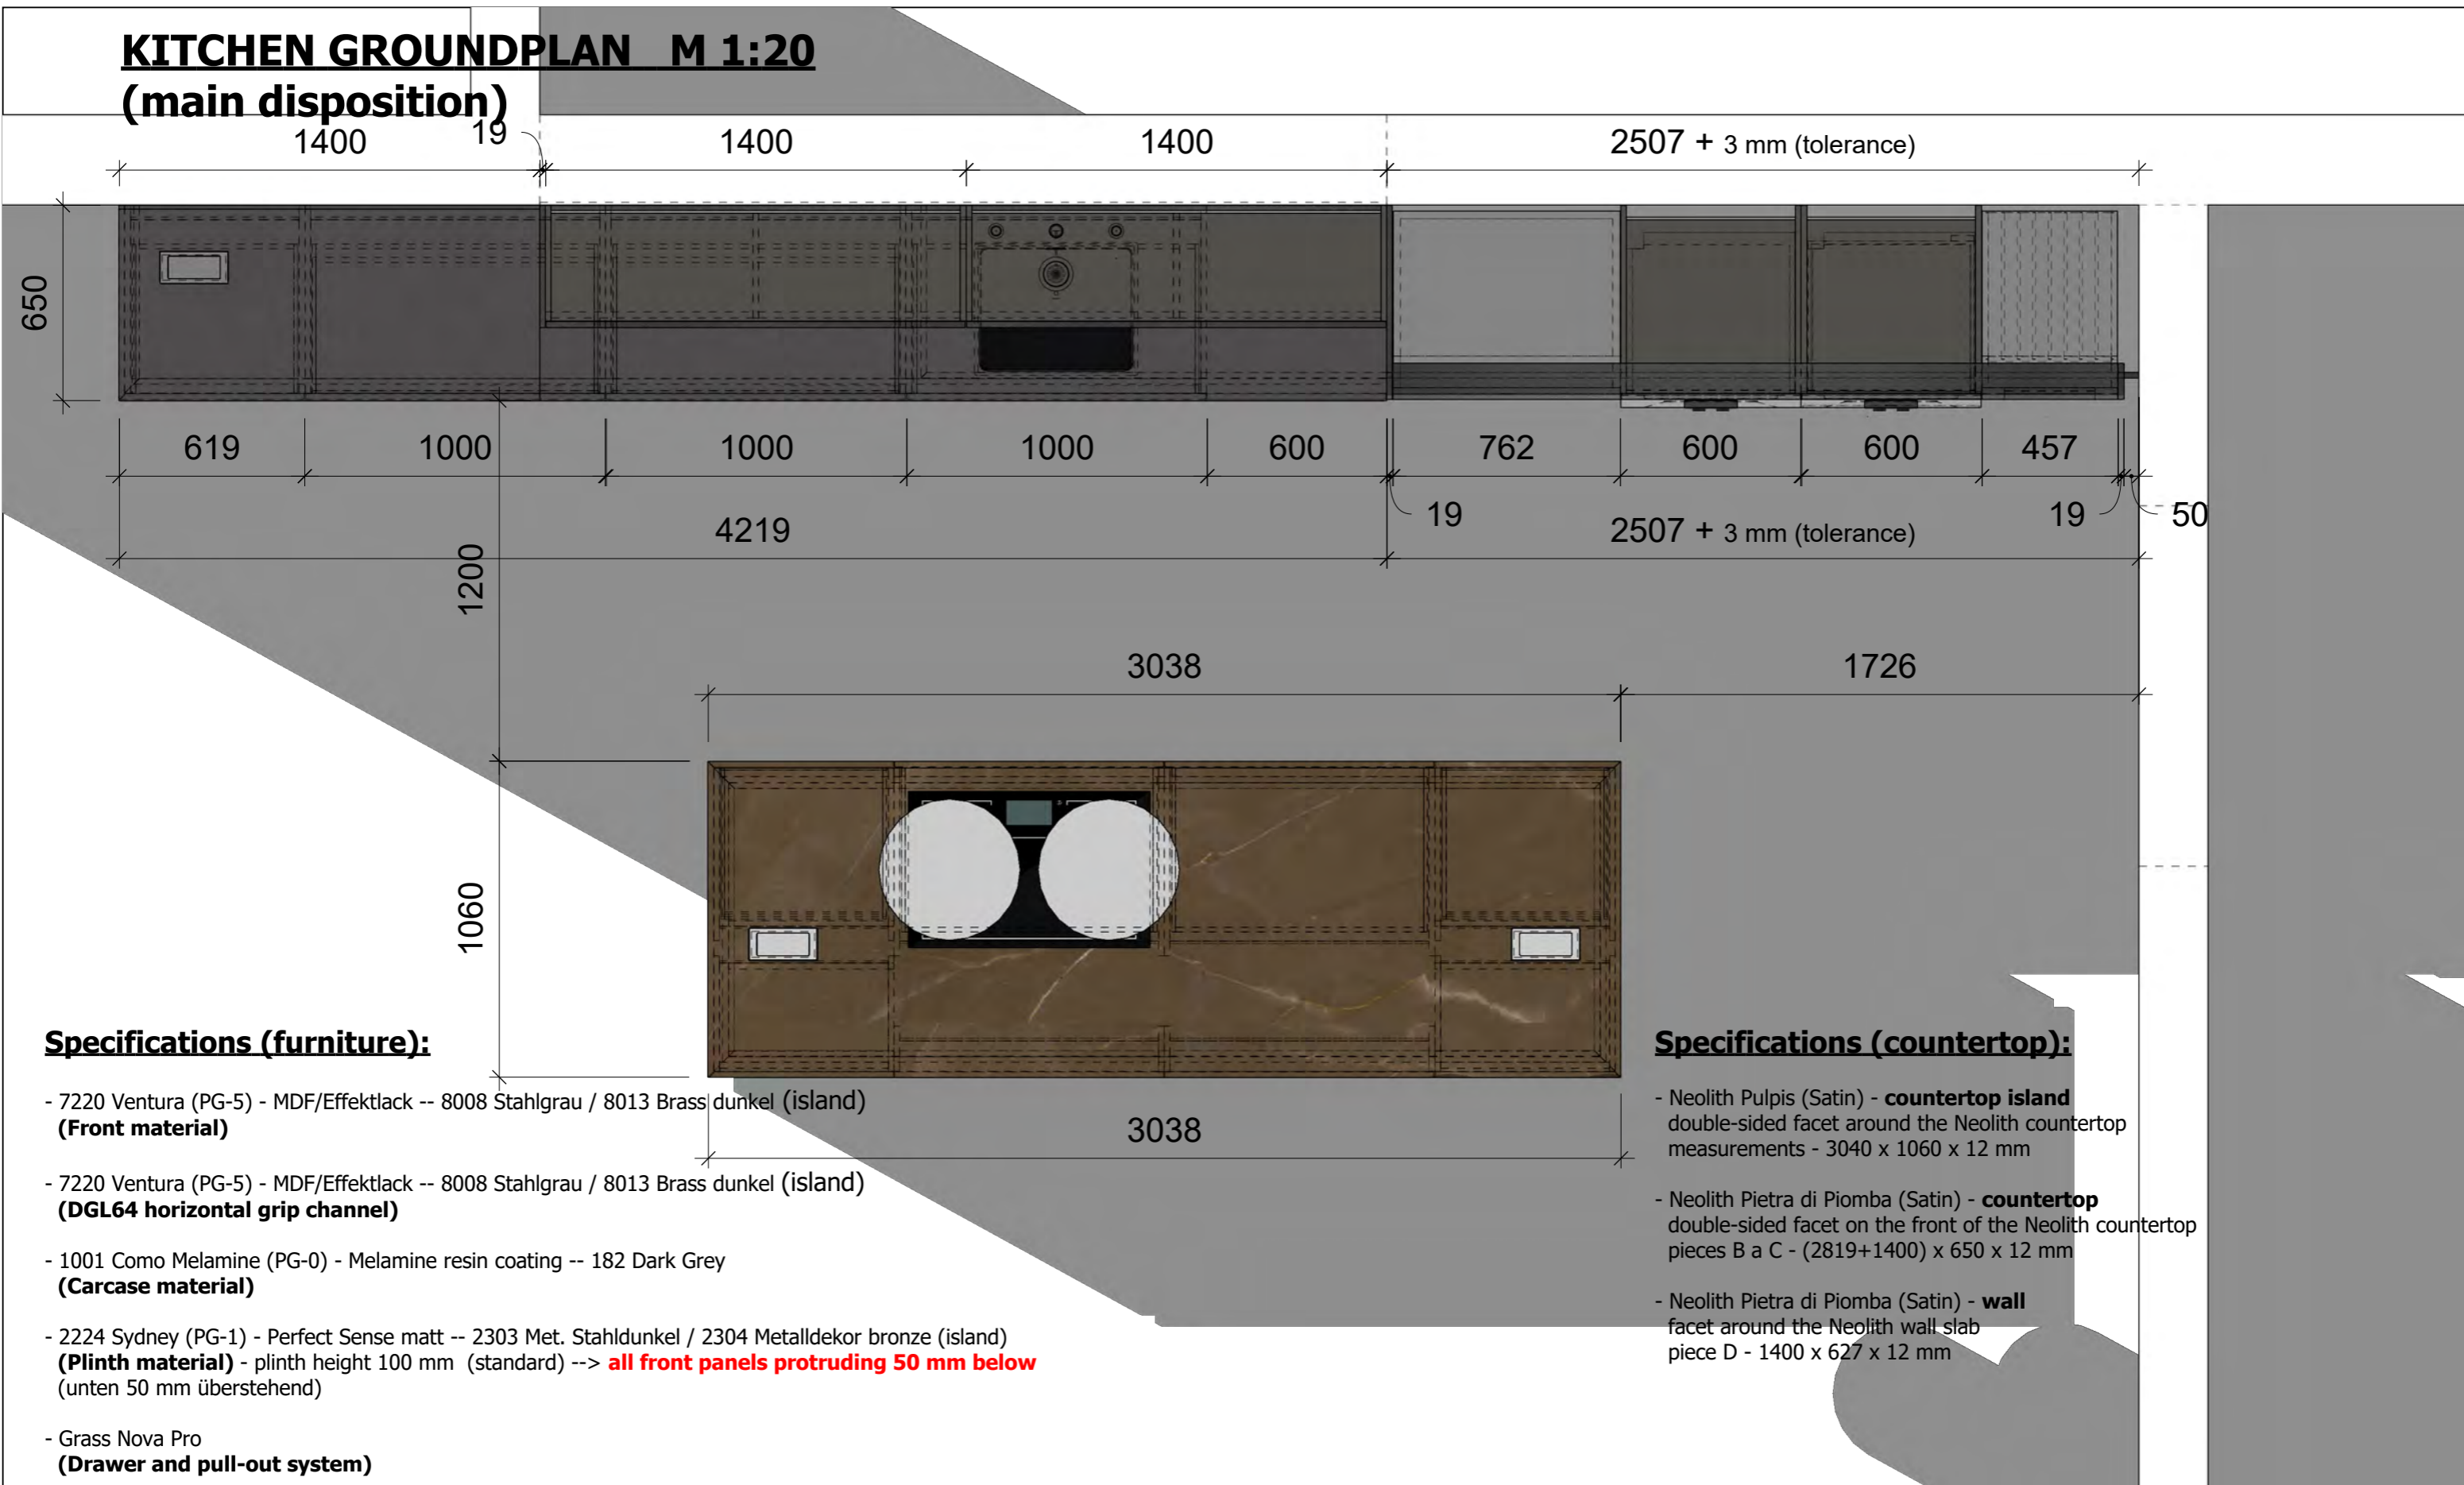 KITCHEN GROUNDPLAN   M 1:20
(main disposition)
1400
19
1400
1400
2507 + 3 mm (tolerance)
650
619
1000
1000
1000
600
762
600
600
457
19
19
50
4219
2507 + 3 mm (tolerance)
1200
3038
1726
1060
3038
Specifications (furniture):
- 7220 Ventura (PG-5) - MDF/Effektlack -- 8008 Stahlgrau / 8013 Brass dunkel (island)
(Front material)
- 7220 Ventura (PG-5) - MDF/Effektlack -- 8008 Stahlgrau / 8013 Brass dunkel (island)
(DGL64 horizontal grip channel)
- 1001 Como Melamine (PG-0) - Melamine resin coating -- 182 Dark Grey
(Carcase material)
- 2224 Sydney (PG-1) - Perfect Sense matt -- 2303 Met. Stahldunkel / 2304 Metalldekor bronze (island)
(Plinth material) - plinth height 100 mm  (standard) --> all front panels protruding 50 mm below
(unten 50 mm überstehend)
- Grass Nova Pro
(Drawer and pull-out system)
Specifications (countertop):
- Neolith Pulpis (Satin) - countertop island
double-sided facet around the Neolith countertop
measurements - 3040 x 1060 x 12 mm
- Neolith Pietra di Piomba (Satin) - countertop
double-sided facet on the front of the Neolith countertop
pieces B a C - (2819+1400) x 650 x 12 mm
- Neolith Pietra di Piomba (Satin) - wall
facet around the Neolith wall slab
piece D - 1400 x 627 x 12 mm